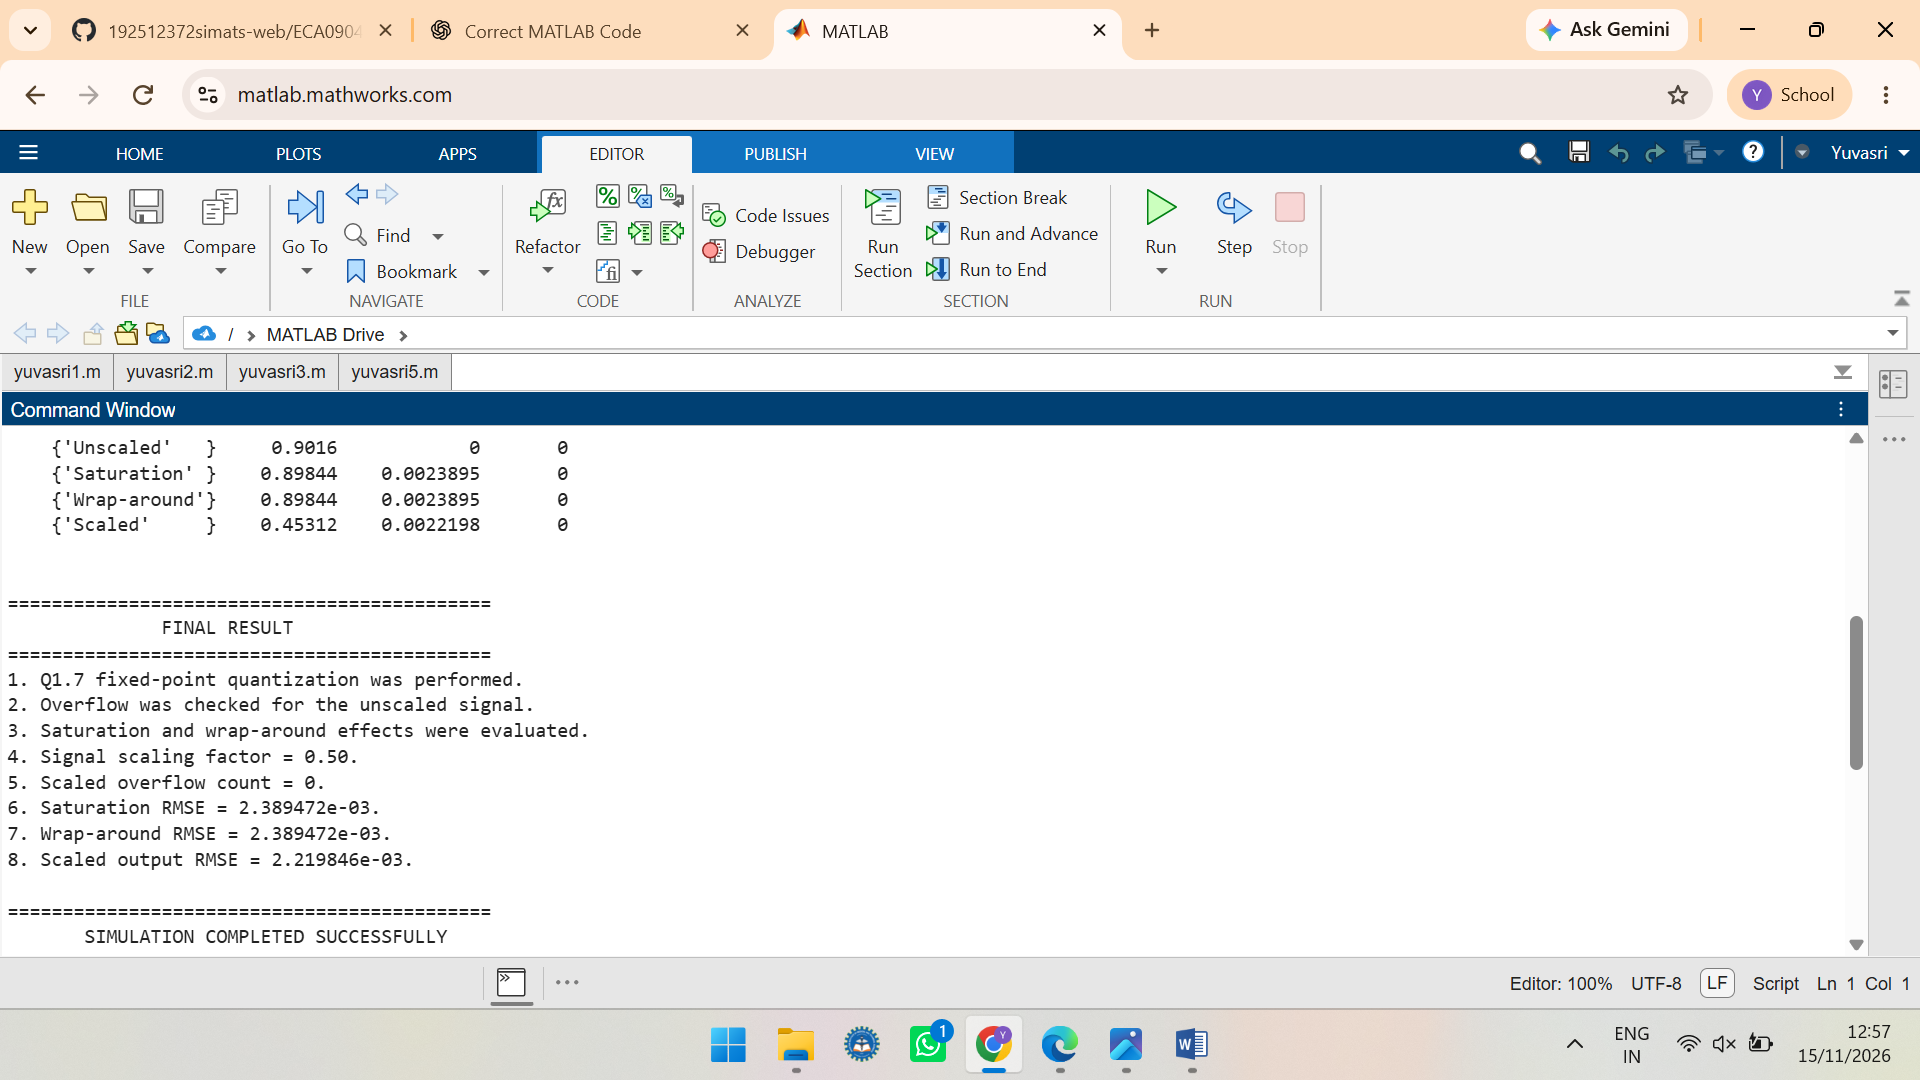 192512372simats-web/ECA0904
Correct MATLAB Code
MATLAB
Ask Gemini
matlab.mathworks.com
Y School
HOME PLOTS APPS EDITOR PUBLISH VIEW
Yuvasri
New Open Save Compare
Go To Find Bookmark
Refactor
Code Issues
Debugger
Run Section
Section Break
Run and Advance
Run to End
Run Step Stop
FILE NAVIGATE CODE ANALYZE SECTION RUN
/ > MATLAB Drive >
yuvasri1.m yuvasri2.m yuvasri3.m yuvasri5.m
Command Window
{'Unscaled'   }     0.9016            0       0
{'Saturation' }    0.89844    0.0023895       0
{'Wrap-around'}    0.89844    0.0023895       0
{'Scaled'     }    0.45312    0.0022198       0
============================================
FINAL RESULT
============================================
1. Q1.7 fixed-point quantization was performed.
2. Overflow was checked for the unscaled signal.
3. Saturation and wrap-around effects were evaluated.
4. Signal scaling factor = 0.50.
5. Scaled overflow count = 0.
6. Saturation RMSE = 2.389472e-03.
7. Wrap-around RMSE = 2.389472e-03.
8. Scaled output RMSE = 2.219846e-03.
============================================
SIMULATION COMPLETED SUCCESSFULLY
Editor: 100% UTF-8 LF Script Ln 1 Col 1
1
ENG
IN
12:57
15/11/2026